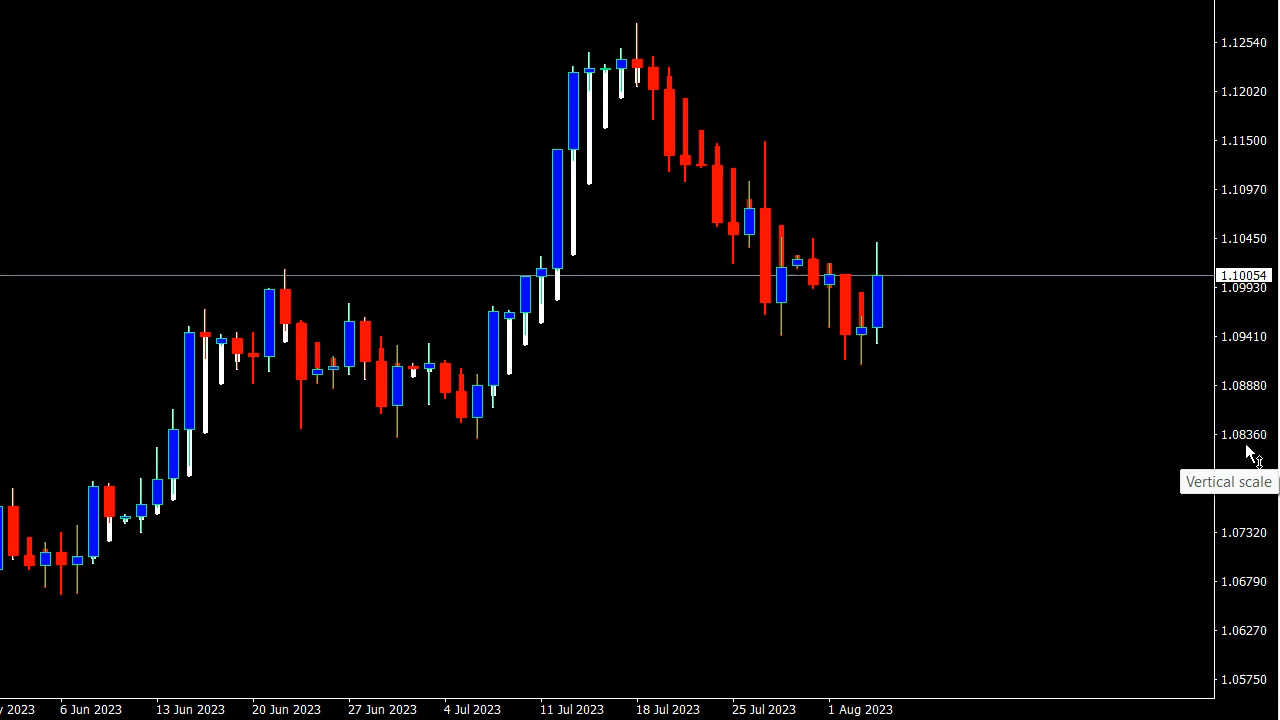 1.12540
1.12020
1.11500
1.10970
1.10450
1.10054
1.09930
1.09410
1.08880
1.08360
Vertical scale
1.07320
1.06790
1.06270
1.05750
y 2023
6 Jun 2023
13 Jun 2023
20 Jun 2023
27 Jun 2023
4 Jul 2023
11 Jul 2023
18 Jul 2023
25 Jul 2023
1 Aug 2023